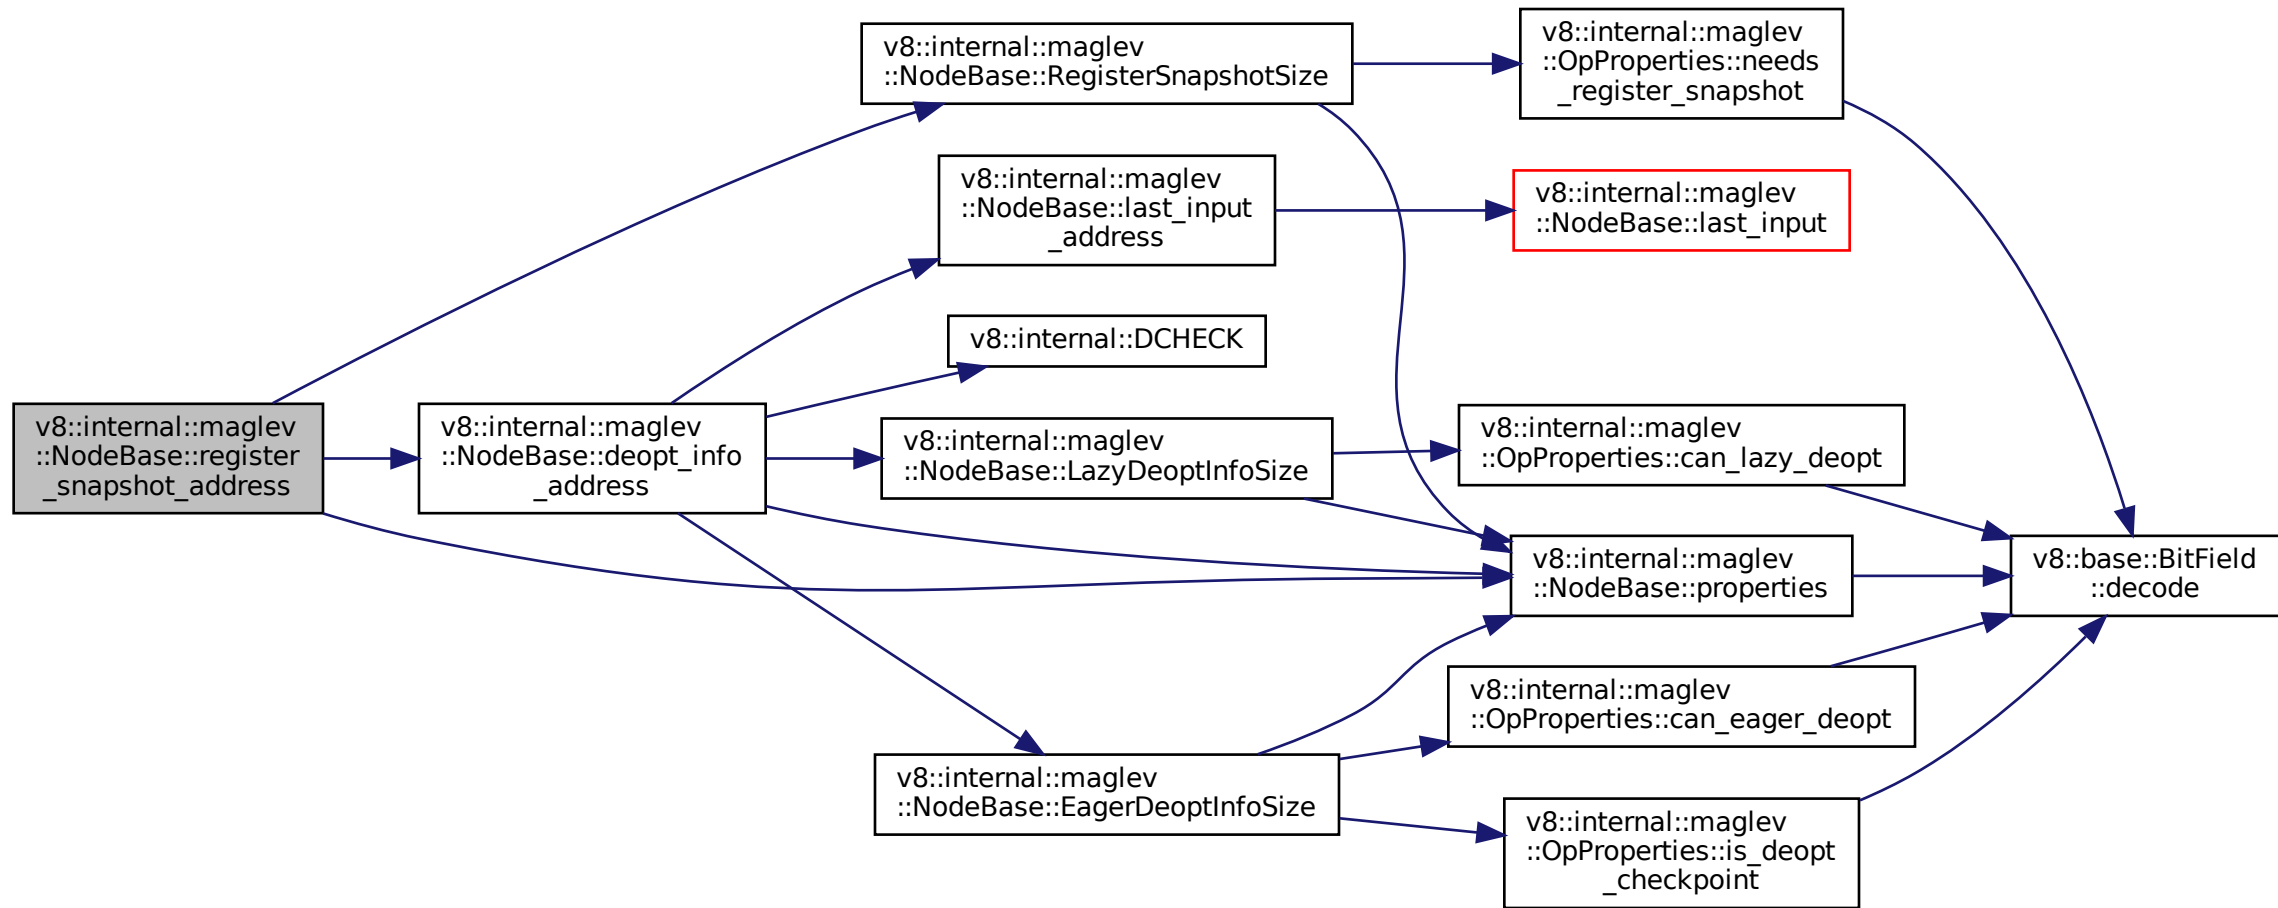 v8::internal::maglev
::NodeBase::register
_snapshot_address
v8::internal::maglev
::NodeBase::deopt_info
_address
v8::internal::maglev
::NodeBase::RegisterSnapshotSize
v8::internal::maglev
::NodeBase::last_input
_address
v8::internal::DCHECK
v8::internal::maglev
::NodeBase::LazyDeoptInfoSize
v8::internal::maglev
::NodeBase::EagerDeoptInfoSize
v8::internal::maglev
::OpProperties::needs
_register_snapshot
v8::internal::maglev
::NodeBase::last_input
v8::internal::maglev
::OpProperties::can_lazy_deopt
v8::internal::maglev
::NodeBase::properties
v8::internal::maglev
::OpProperties::can_eager_deopt
v8::internal::maglev
::OpProperties::is_deopt
_checkpoint
v8::base::BitField
::decode